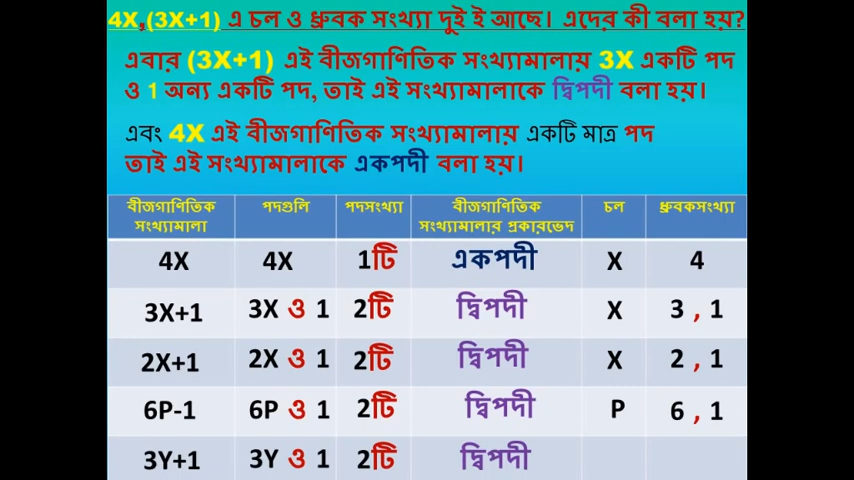 4X,(3X+1) এ চল ও ধ্রুবক সংখ্যা দুই ই আছে। এদের কী বলা হয়?
এবার (3X+1) এই বীজগাণিতিক সংখ্যামালায় 3X একটি পদ
ও 1 অন্য একটি পদ, তাই এই সংখ্যামালাকে দ্বিপদী বলা হয়।
এবং 4X এই বীজগাণিতিক সংখ্যামালায় একটি মাত্র পদ
তাই এই সংখ্যামালাকে একপদী বলা হয়।
বীজগাণিতিক সংখ্যামালা পদগুলি পদসংখ্যা বীজগাণিতিক সংখ্যামালার প্রকারভেদ চল ধ্রুবকসংখ্যা
4X 4X 1টি একপদী X 4
3X+1 3X ও 1 2টি দ্বিপদী X 3 , 1
2X+1 2X ও 1 2টি দ্বিপদী X 2 , 1
6P-1 6P ও 1 2টি দ্বিপদী P 6 , 1
3Y+1 3Y ও 1 2টি দ্বিপদী